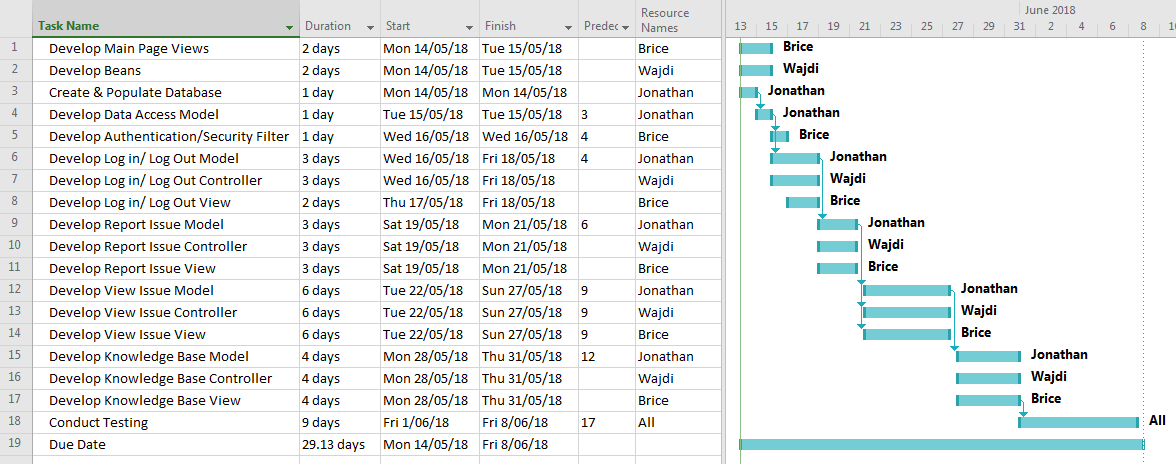 June 2018
Task Name Duration Start Finish Predec Resource Names 13 15 17 19 21 23 25 27 29 31 2 4 6 8 10
1 Develop Main Page Views 2 days Mon 14/05/18 Tue 15/05/18 Brice Brice
2 Develop Beans 2 days Mon 14/05/18 Tue 15/05/18 Wajdi Wajdi
3 Create & Populate Database 1 day Mon 14/05/18 Mon 14/05/18 Jonathan Jonathan
4 Develop Data Access Model 1 day Tue 15/05/18 Tue 15/05/18 3 Jonathan Jonathan
5 Develop Authentication/Security Filter 1 day Wed 16/05/18 Wed 16/05/18 4 Brice Brice
6 Develop Log in/ Log Out Model 3 days Wed 16/05/18 Fri 18/05/18 4 Jonathan Jonathan
7 Develop Log in/ Log Out Controller 3 days Wed 16/05/18 Fri 18/05/18 Wajdi Wajdi
8 Develop Log in/ Log Out View 2 days Thu 17/05/18 Fri 18/05/18 Brice Brice
9 Develop Report Issue Model 3 days Sat 19/05/18 Mon 21/05/18 6 Jonathan Jonathan
10 Develop Report Issue Controller 3 days Sat 19/05/18 Mon 21/05/18 Wajdi Wajdi
11 Develop Report Issue View 3 days Sat 19/05/18 Mon 21/05/18 Brice Brice
12 Develop View Issue Model 6 days Tue 22/05/18 Sun 27/05/18 9 Jonathan Jonathan
13 Develop View Issue Controller 6 days Tue 22/05/18 Sun 27/05/18 9 Wajdi Wajdi
14 Develop View Issue View 6 days Tue 22/05/18 Sun 27/05/18 9 Brice Brice
15 Develop Knowledge Base Model 4 days Mon 28/05/18 Thu 31/05/18 12 Jonathan Jonathan
16 Develop Knowledge Base Controller 4 days Mon 28/05/18 Thu 31/05/18 Wajdi Wajdi
17 Develop Knowledge Base View 4 days Mon 28/05/18 Thu 31/05/18 Brice Brice
18 Conduct Testing 9 days Fri 1/06/18 Fri 8/06/18 17 All All
19 Due Date 29.13 days Mon 14/05/18 Fri 8/06/18